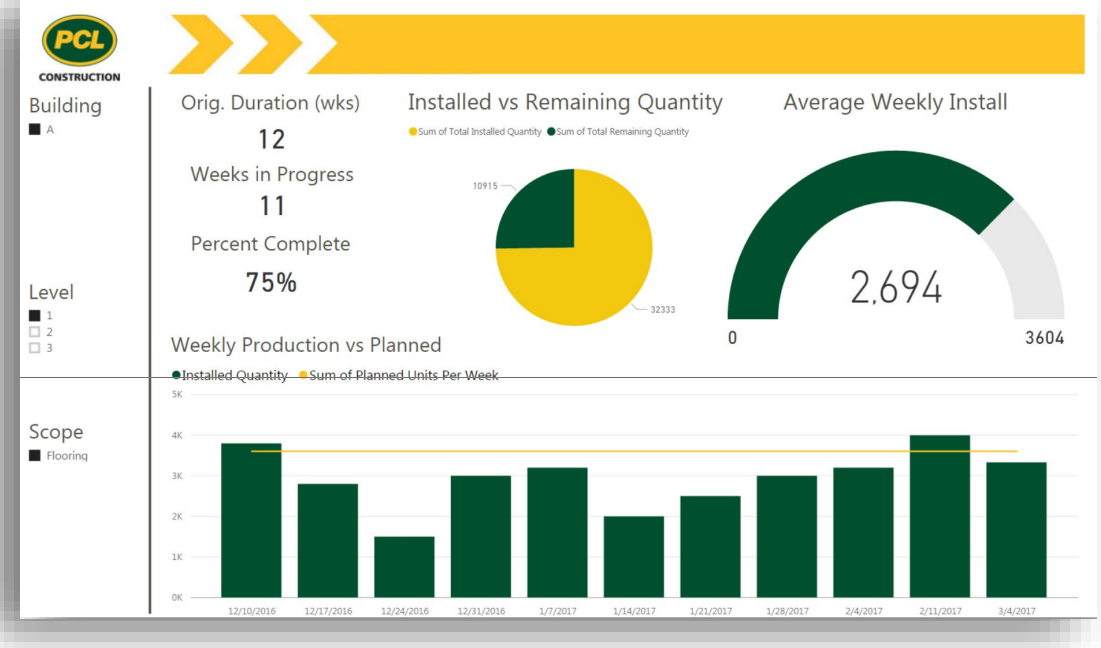 PCL
CONSTRUCTION
Building
A
Level
1
2
3
Scope
Flooring
Orig. Duration (wks)
12
Weeks in Progress
11
Percent Complete
75%
Installed vs Remaining Quantity
Sum of Total Installed Quantity Sum of Total Remaining Quantity
10915
32333
Average Weekly Install
2,694
0 3604
Weekly Production vs Planned
Installed Quantity Sum of Planned Units Per Week
5K
4K
3K
2K
1K
0K
12/10/2016 12/17/2016 12/24/2016 12/31/2016 1/7/2017 1/14/2017 1/21/2017 1/28/2017 2/4/2017 2/11/2017 3/4/2017